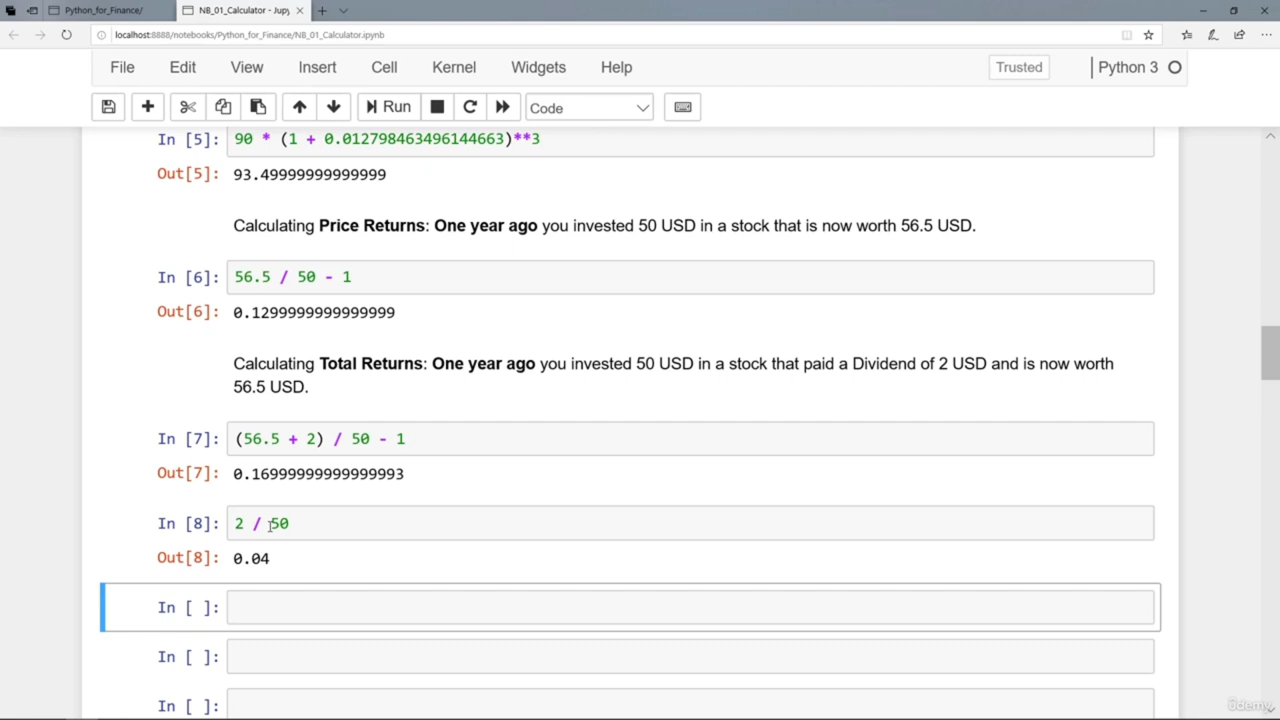 Python_for_Finance/
NB_01_Calculator - Jupy
localhost:8888/notebooks/Python_for_Finance/NB_01_Calculator.ipynb
File Edit View Insert Cell Kernel Widgets Help Trusted Python 3
Run Code
In [5]: 90 * (1 + 0.012798463496144663)**3
Out[5]: 93.49999999999999
Calculating Price Returns: One year ago you invested 50 USD in a stock that is now worth 56.5 USD.
In [6]: 56.5 / 50 - 1
Out[6]: 0.1299999999999999
Calculating Total Returns: One year ago you invested 50 USD in a stock that paid a Dividend of 2 USD and is now worth
56.5 USD.
In [7]: (56.5 + 2) / 50 - 1
Out[7]: 0.16999999999999993
In [8]: 2 / 50
Out[8]: 0.04
In [ ]:
In [ ]:
In [ ]:
ûdemy